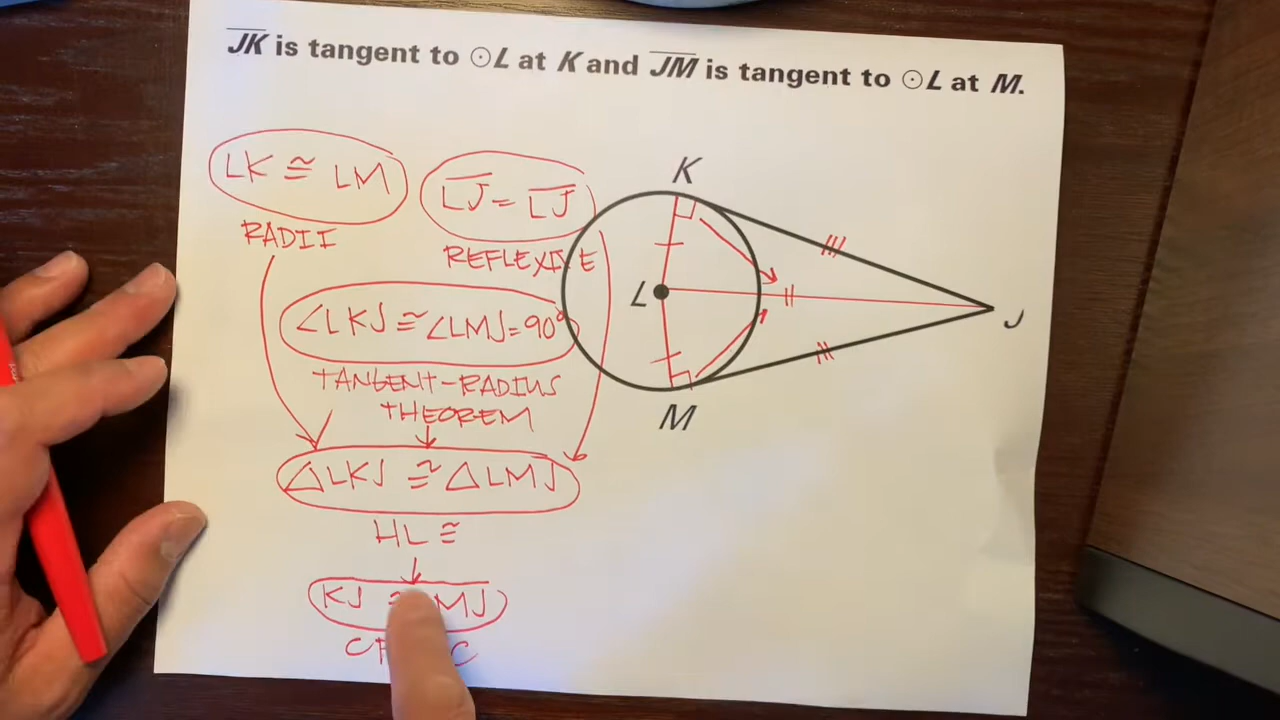 JK is tangent to ⊙L at K and JM is tangent to ⊙L at M.
LK ≅ LM
RADII
LJ = LJ
REFLEXIVE
∠LKJ ≅ ∠LMJ = 90°
TANGENT-RADIUS
THEOREM
△LKJ ≅ △LMJ
HL ≅
KJ MJ
K
L
J
M